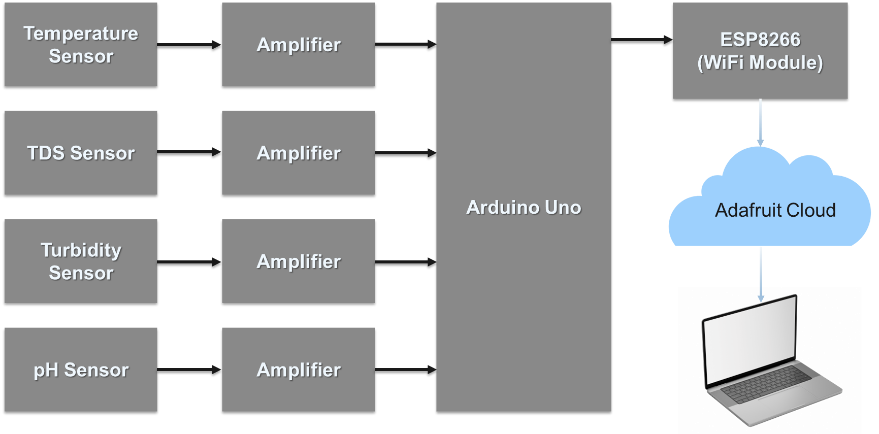 Temperature
Sensor
Amplifier
ESP8266
(WiFi Module)
TDS Sensor
Amplifier
Arduino Uno
Adafruit Cloud
Turbidity
Sensor
Amplifier
pH Sensor
Amplifier